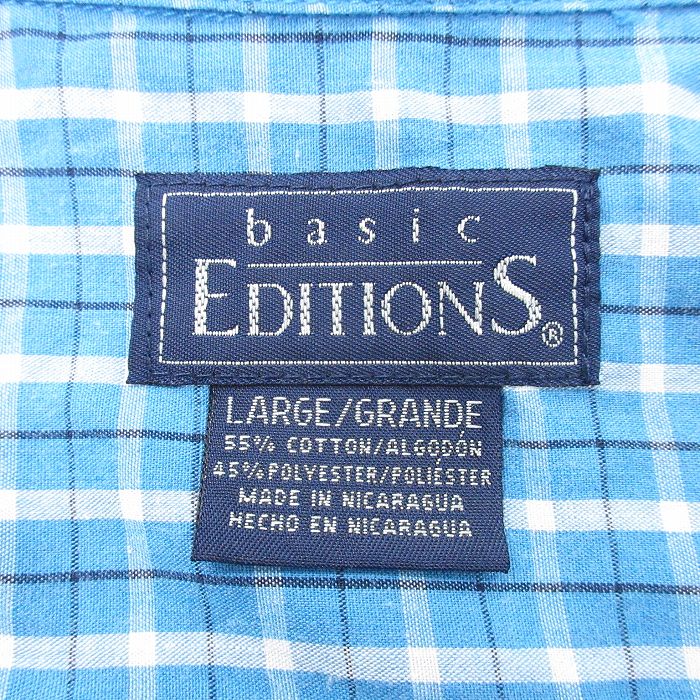 basic
EDITIONS®
LARGE/GRANDE
55% COTTON/ALGODÓN
45% POLYESTER/POLIÉSTER
MADE IN NICARAGUA
HECHO EN NICARAGUA